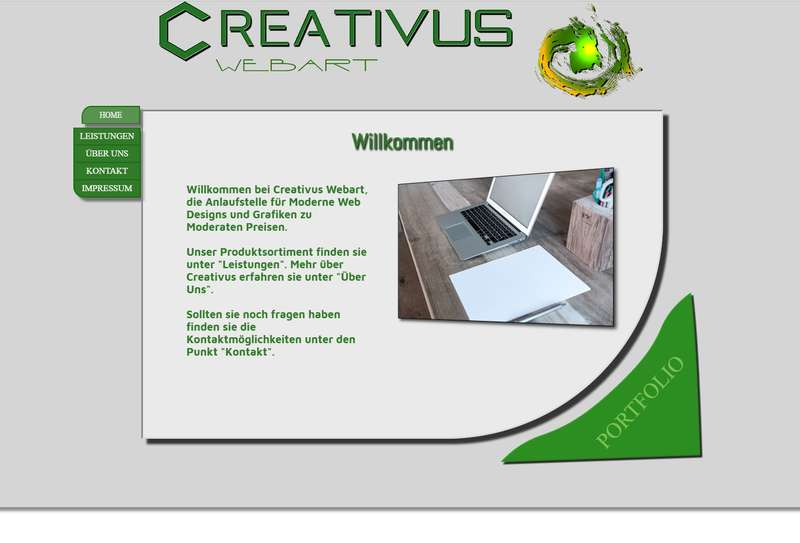 CREATIVUS
WEBART
HOME
LEISTUNGEN
ÜBER UNS
KONTAKT
IMPRESSUM
Willkommen
Willkommen bei Creativus Webart,
die Anlaufstelle für Moderne Web
Designs und Grafiken zu
Moderaten Preisen.
Unser Produktsortiment finden sie
unter "Leistungen". Mehr über
Creativus erfahren sie unter "Über
Uns".
Sollten sie noch fragen haben
finden sie die
Kontaktmöglichkeiten unter den
Punkt "Kontakt".
PORTFOLIO